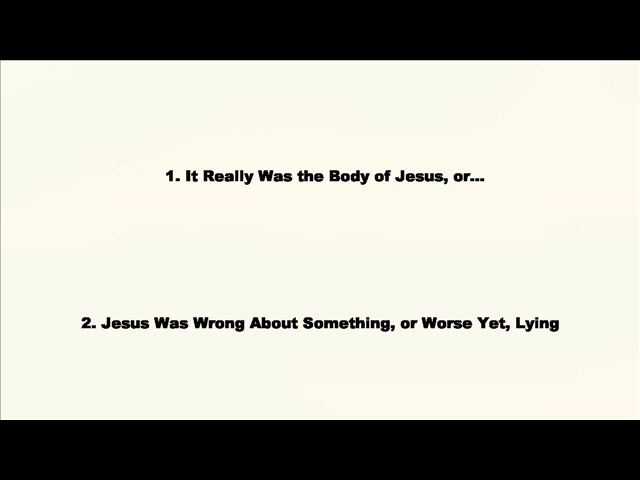 1. It Really Was the Body of Jesus, or...
2. Jesus Was Wrong About Something, or Worse Yet, Lying